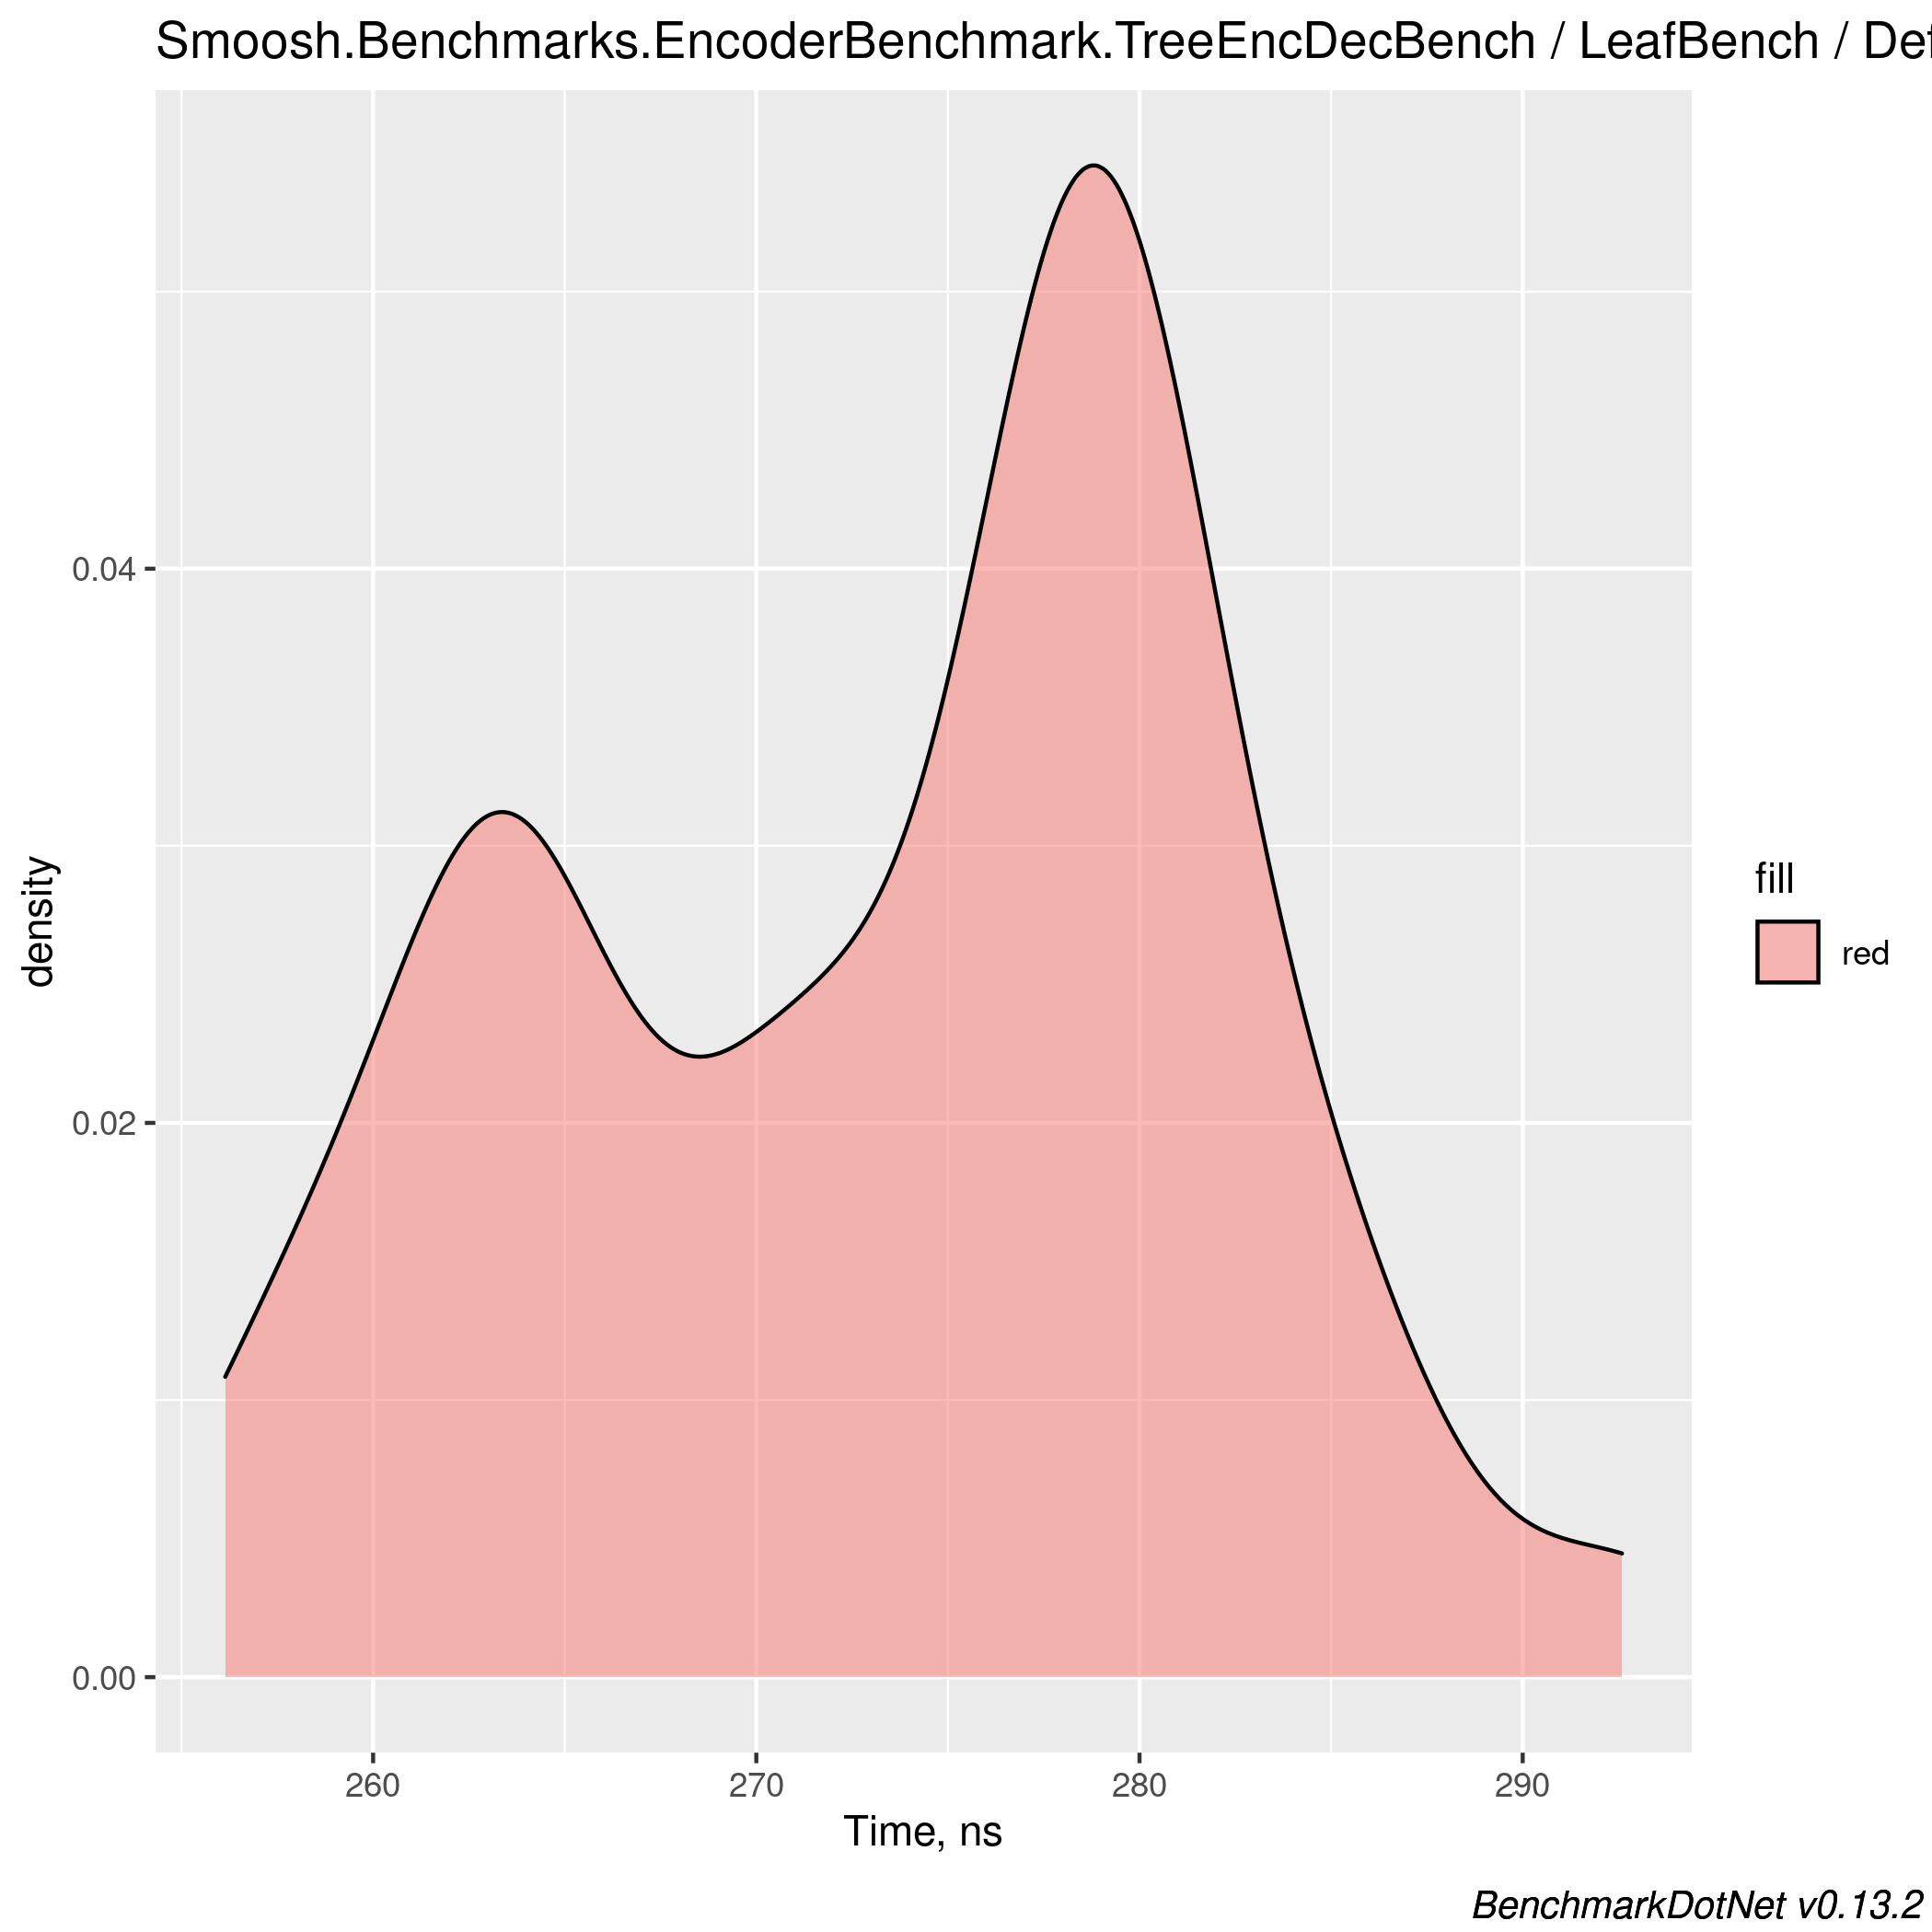 Smoosh.Benchmarks.EncoderBenchmark.TreeEncDecBench / LeafBench / Def
density
0.04
0.02
0.00
260 270 280 290
Time, ns
fill
red
BenchmarkDotNet v0.13.2